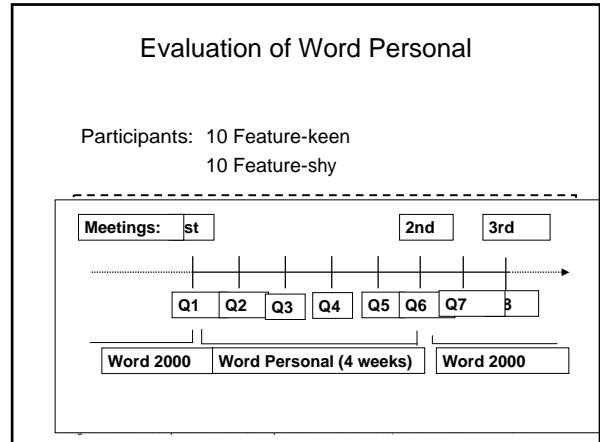 Evaluation of Word Personal
Participants: 10 Feature-keen
10 Feature-shy
Meetings: st 2nd 3rd
Q1 Q2 Q3 Q4 Q5 Q6 Q7
Word 2000 Word Personal (4 weeks) Word 2000